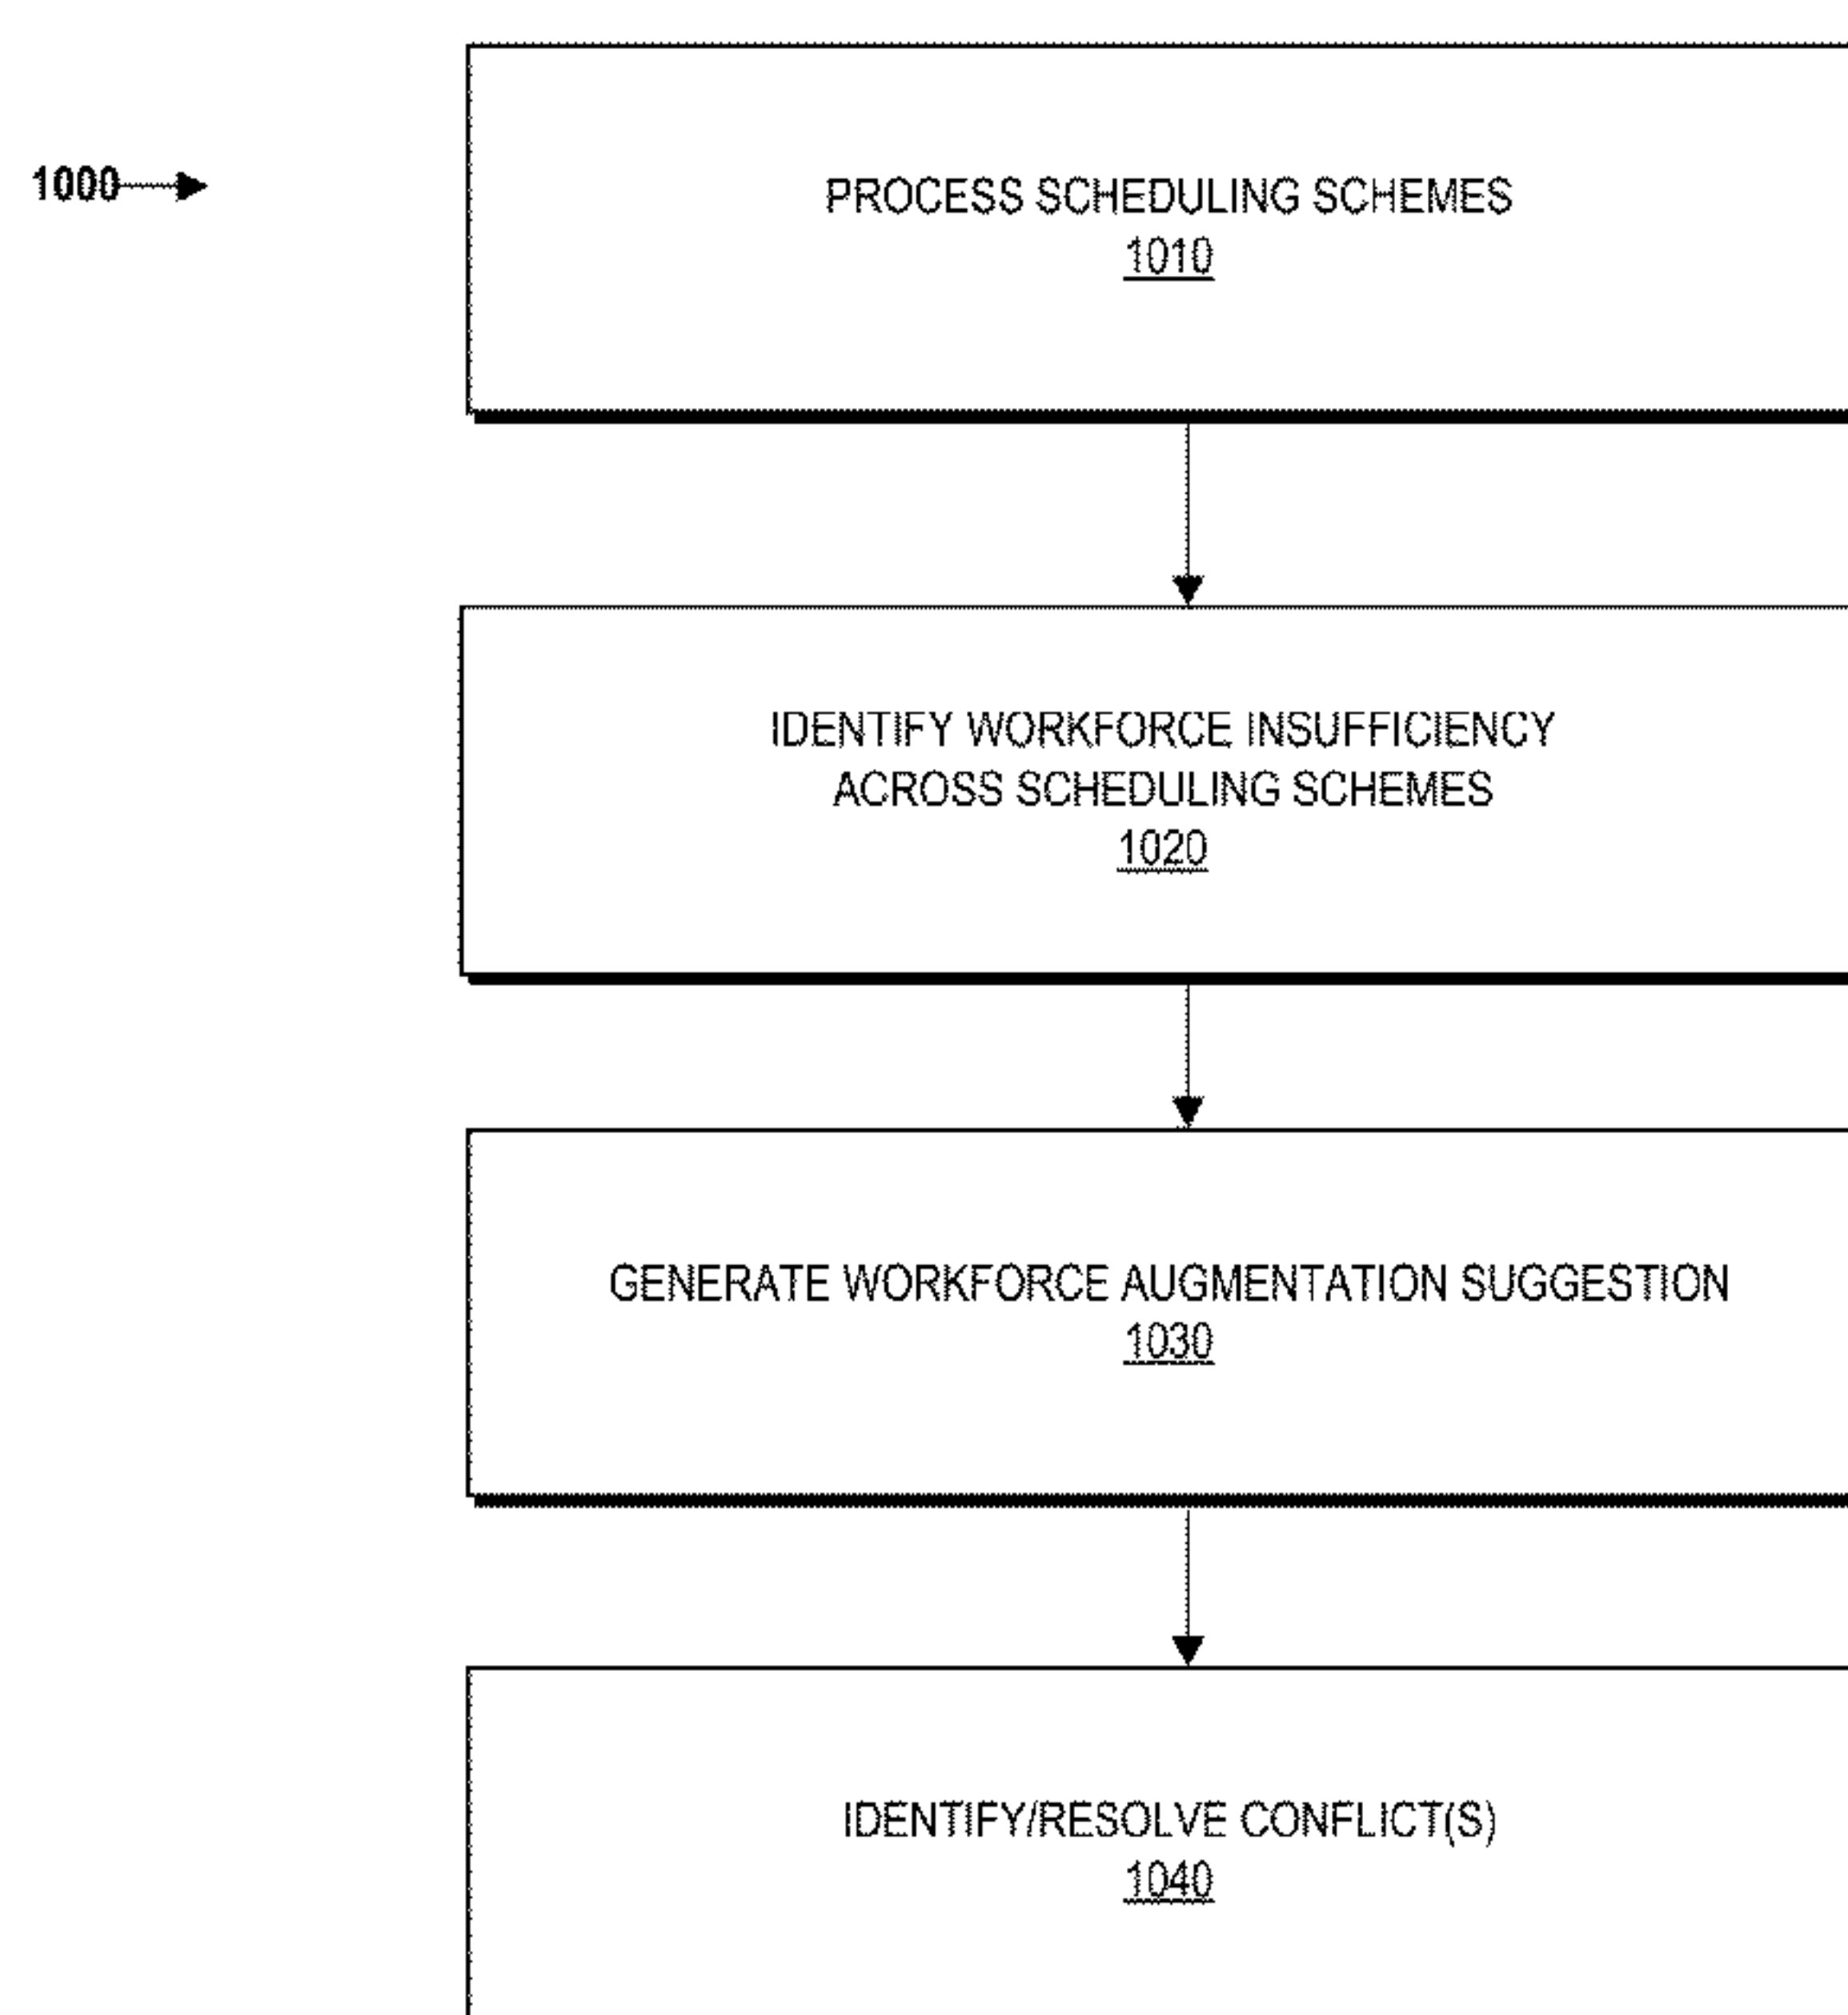 1000
PROCESS SCHEDULING SCHEMES
1010
IDENTIFY WORKFORCE INSUFFICIENCY
ACROSS SCHEDULING SCHEMES
1020
GENERATE WORKFORCE AUGMENTATION SUGGESTION
1030
IDENTIFY/RESOLVE CONFLICT(S)
1040